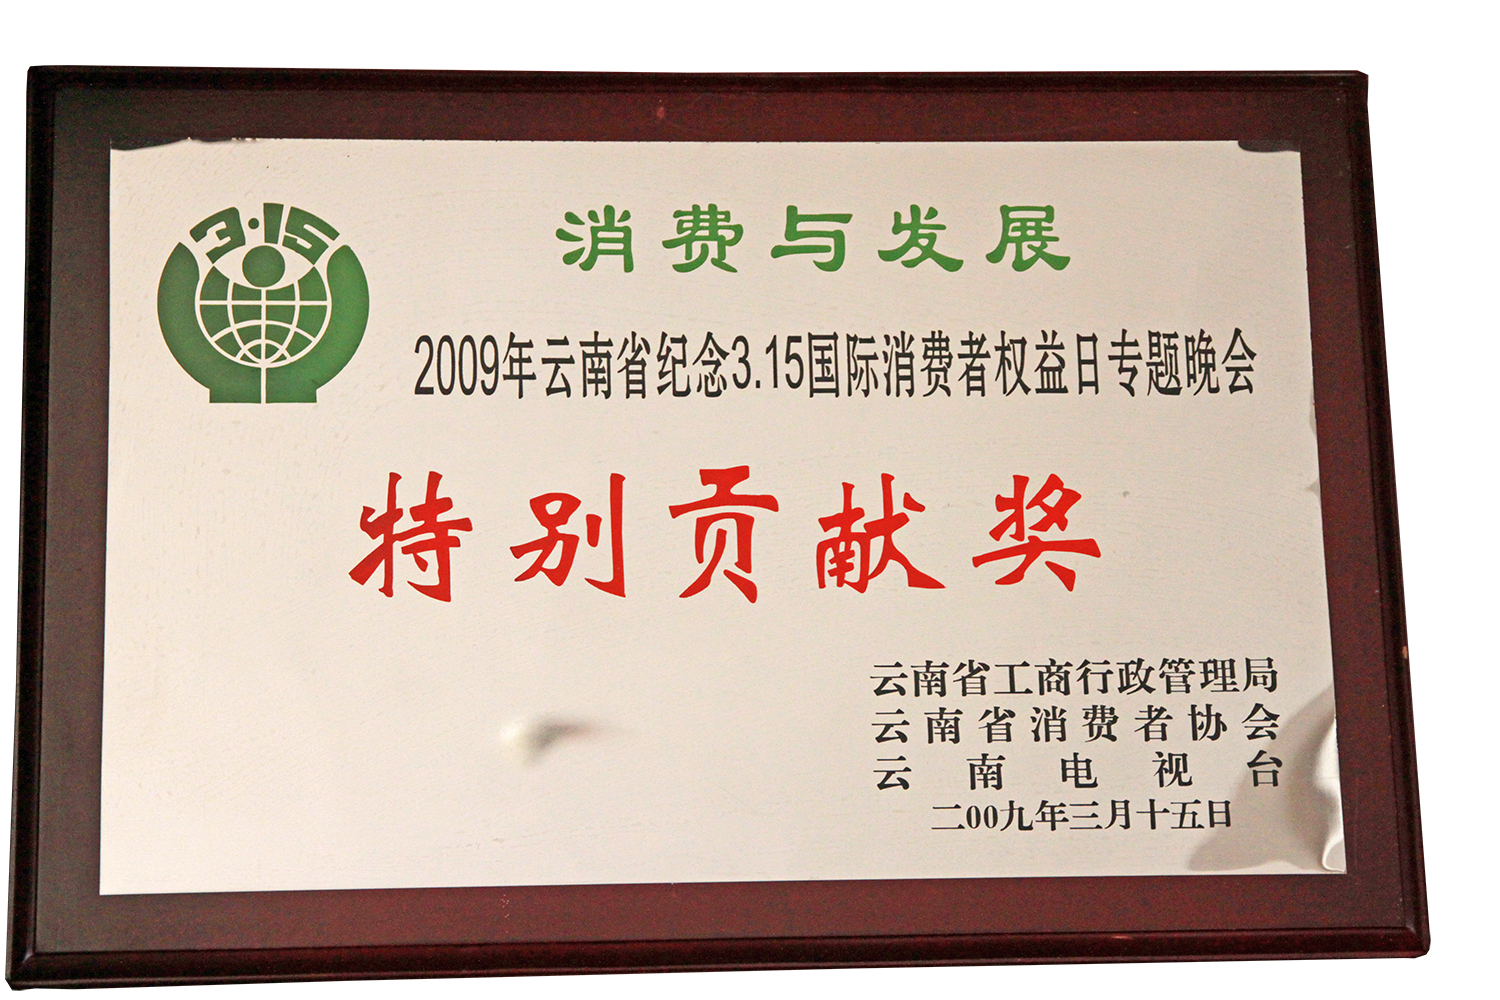 3·15
消费与发展
2009年云南省纪念3.15国际消费者权益日专题晚会
特别贡献奖
云南省工商行政管理局
云南省消费者协会
云南电视台
二00九年三月十五日